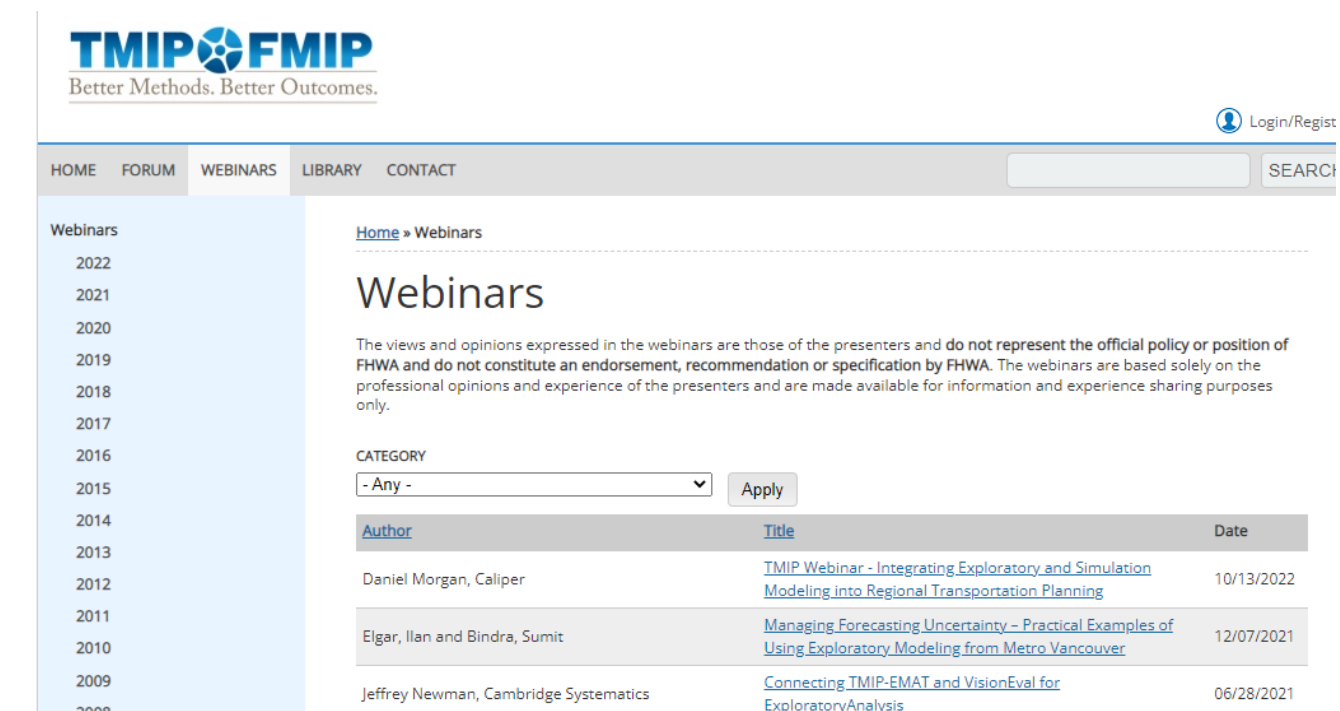 TMIP FMIP
Better Methods. Better Outcomes.
Login/Regist
HOME FORUM WEBINARS LIBRARY CONTACT
SEARCH
Webinars
2022
2021
2020
2019
2018
2017
2016
2015
2014
2013
2012
2011
2010
2009
2008
Home » Webinars
Webinars
The views and opinions expressed in the webinars are those of the presenters and do not represent the official policy or position of
FHWA and do not constitute an endorsement, recommendation or specification by FHWA. The webinars are based solely on the
professional opinions and experience of the presenters and are made available for information and experience sharing purposes
only.
CATEGORY
- Any -
Apply
Author Title Date
Daniel Morgan, Caliper
TMIP Webinar - Integrating Exploratory and Simulation
Modeling into Regional Transportation Planning
10/13/2022
Elgar, Ilan and Bindra, Sumit
Managing Forecasting Uncertainty – Practical Examples of
Using Exploratory Modeling from Metro Vancouver
12/07/2021
Jeffrey Newman, Cambridge Systematics
Connecting TMIP-EMAT and VisionEval for
ExploratoryAnalysis
06/28/2021